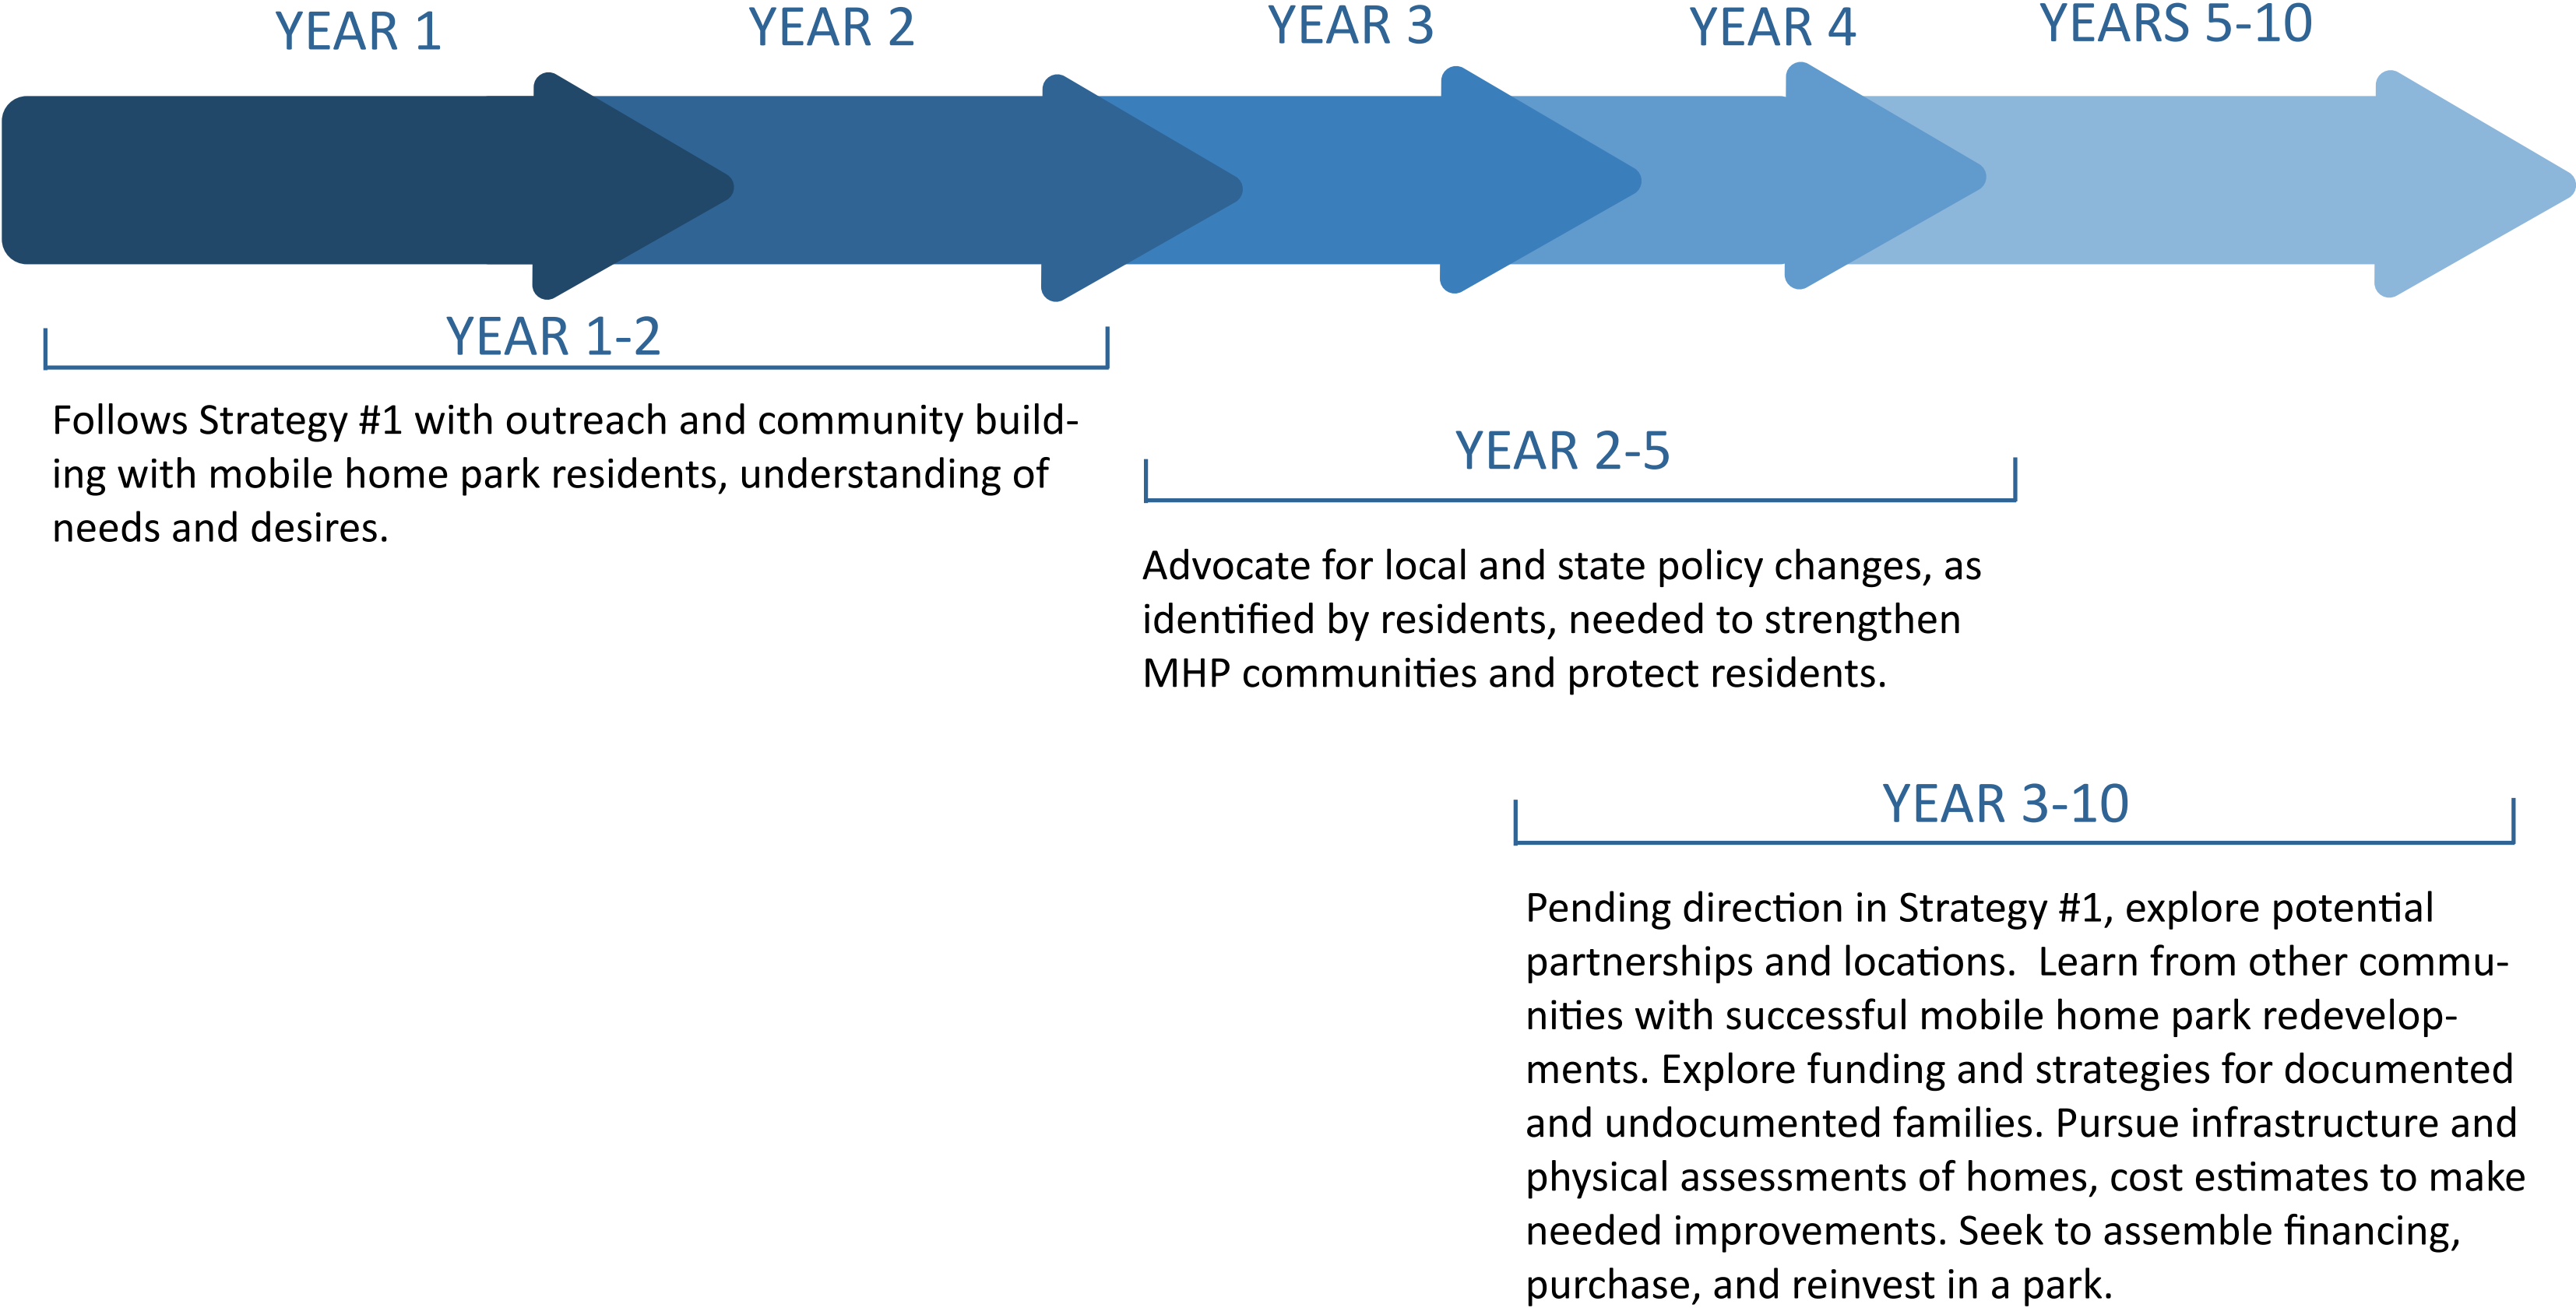 YEAR 1
YEAR 2
YEAR 3
YEAR 4
YEARS 5-10
YEAR 1-2
Follows Strategy #1 with outreach and community build-
ing with mobile home park residents, understanding of
needs and desires.
YEAR 2-5
Advocate for local and state policy changes, as
identified by residents, needed to strengthen
MHP communities and protect residents.
YEAR 3-10
Pending direction in Strategy #1, explore potential
partnerships and locations.  Learn from other commu-
nities with successful mobile home park redevelop-
ments. Explore funding and strategies for documented
and undocumented families. Pursue infrastructure and
physical assessments of homes, cost estimates to make
needed improvements. Seek to assemble financing,
purchase, and reinvest in a park.